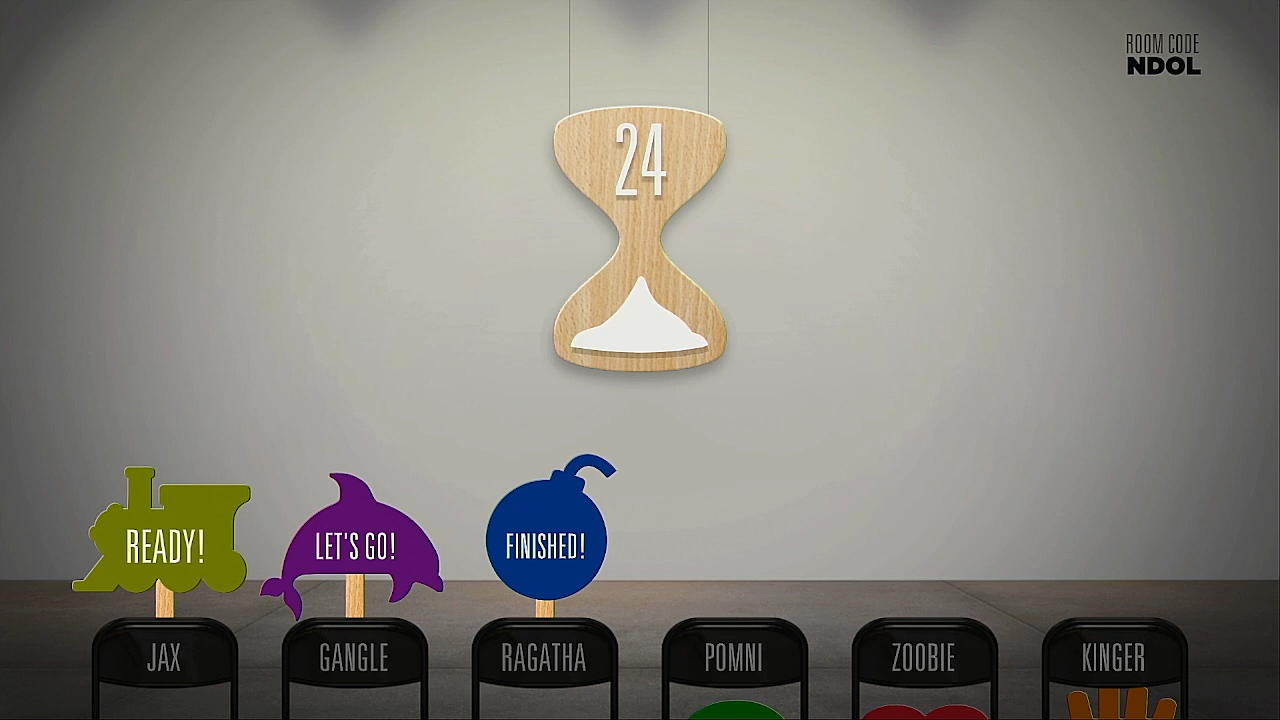 ROOM CODE
NDOL
24
READY!
LET'S GO!
FINISHED!
JAX
GANGLE
RAGATHA
POMNI
ZOOBIE
KINGER